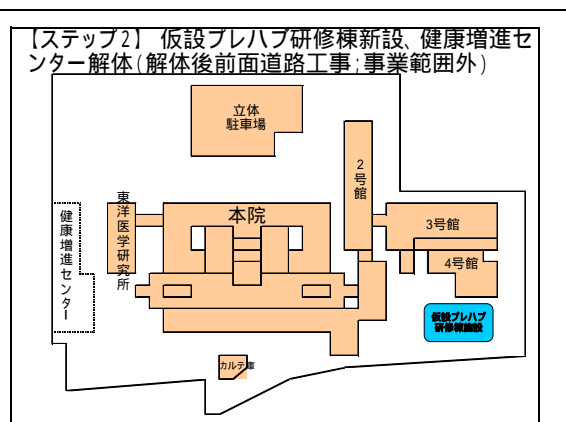 【ステップ2】 仮設プレハブ研修棟新設、健康増進セ
ンター解体(解体後前面道路工事;事業範囲外)
立体
駐車場
2号館
東洋医学研究所
本院
3号館
健康増進センター
4号館
仮設プレハブ
研修棟施設
カルテ庫